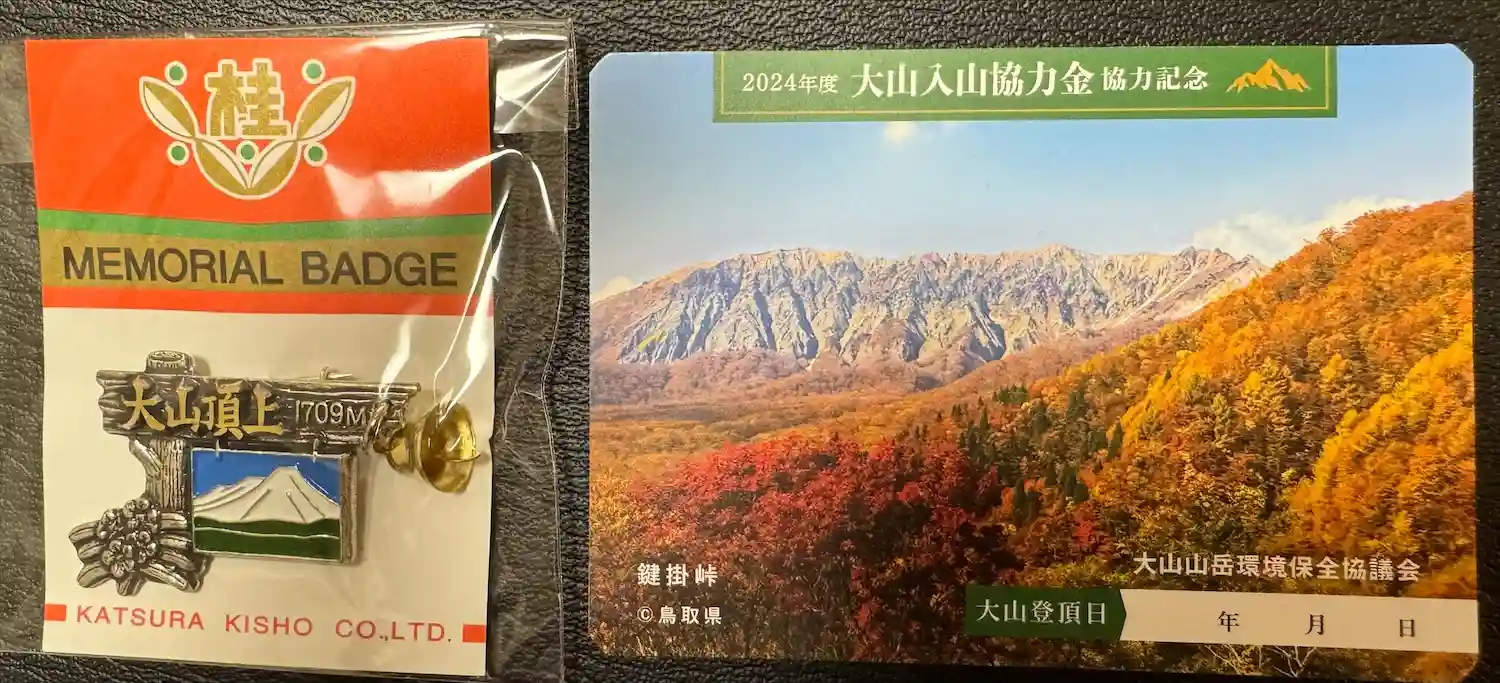 桂
MEMORIAL BADGE
大山頂上 1709M
KATSURA KISHO CO.,LTD.
2024年度 大山入山協力金 協力記念
鍵掛峠
©鳥取県
大山山岳環境保全協議会
大山登頂日 年 月 日